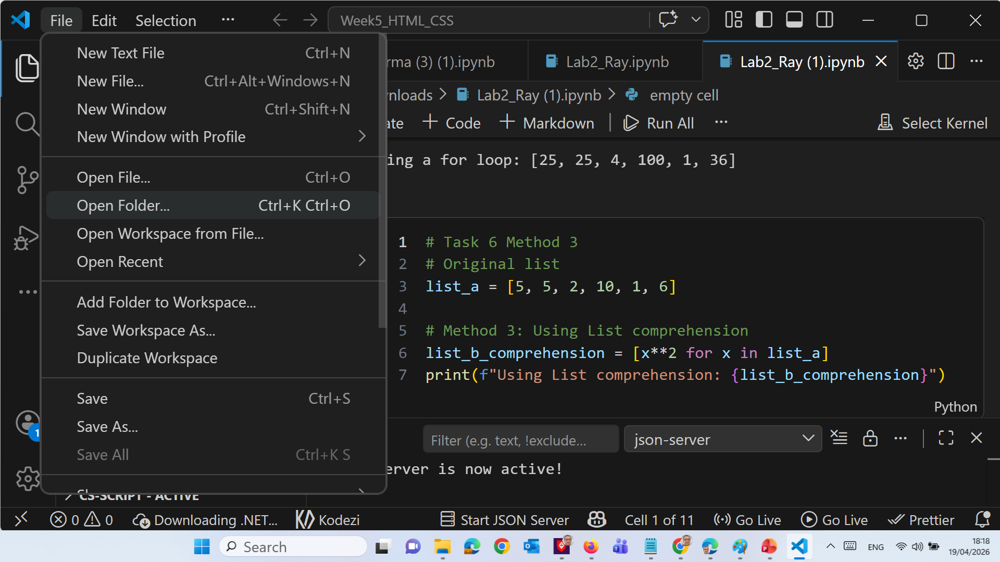 File Edit Selection ··· Week5_HTML_CSS
New Text File Ctrl+N
New File... Ctrl+Alt+Windows+N
New Window Ctrl+Shift+N
New Window with Profile
Open File... Ctrl+O
Open Folder... Ctrl+K Ctrl+O
Open Workspace from File...
Open Recent
Add Folder to Workspace...
Save Workspace As...
Duplicate Workspace
Save Ctrl+S
Save As...
Save All Ctrl+K S
CS-SCRIPT - ACTIVE
rma (3) (1).ipynb Lab2_Ray.ipynb Lab2_Ray (1).ipynb
nloads > Lab2_Ray (1).ipynb > empty cell
ate + Code + Markdown | Run All ··· Select Kernel
ing a for loop: [25, 25, 4, 100, 1, 36]
1 # Task 6 Method 3
2 # Original list
3 list_a = [5, 5, 2, 10, 1, 6]
4
5 # Method 3: Using List comprehension
6 list_b_comprehension = [x**2 for x in list_a]
7 print(f"Using List comprehension: {list_b_comprehension}")
Python
Filter (e.g. text, !exclude... json-server
erver is now active!
1
0 0 Downloading .NET... Kodezi Start JSON Server Cell 1 of 11 Go Live Go Live Prettier
Search ENG 18:18
19/04/2026